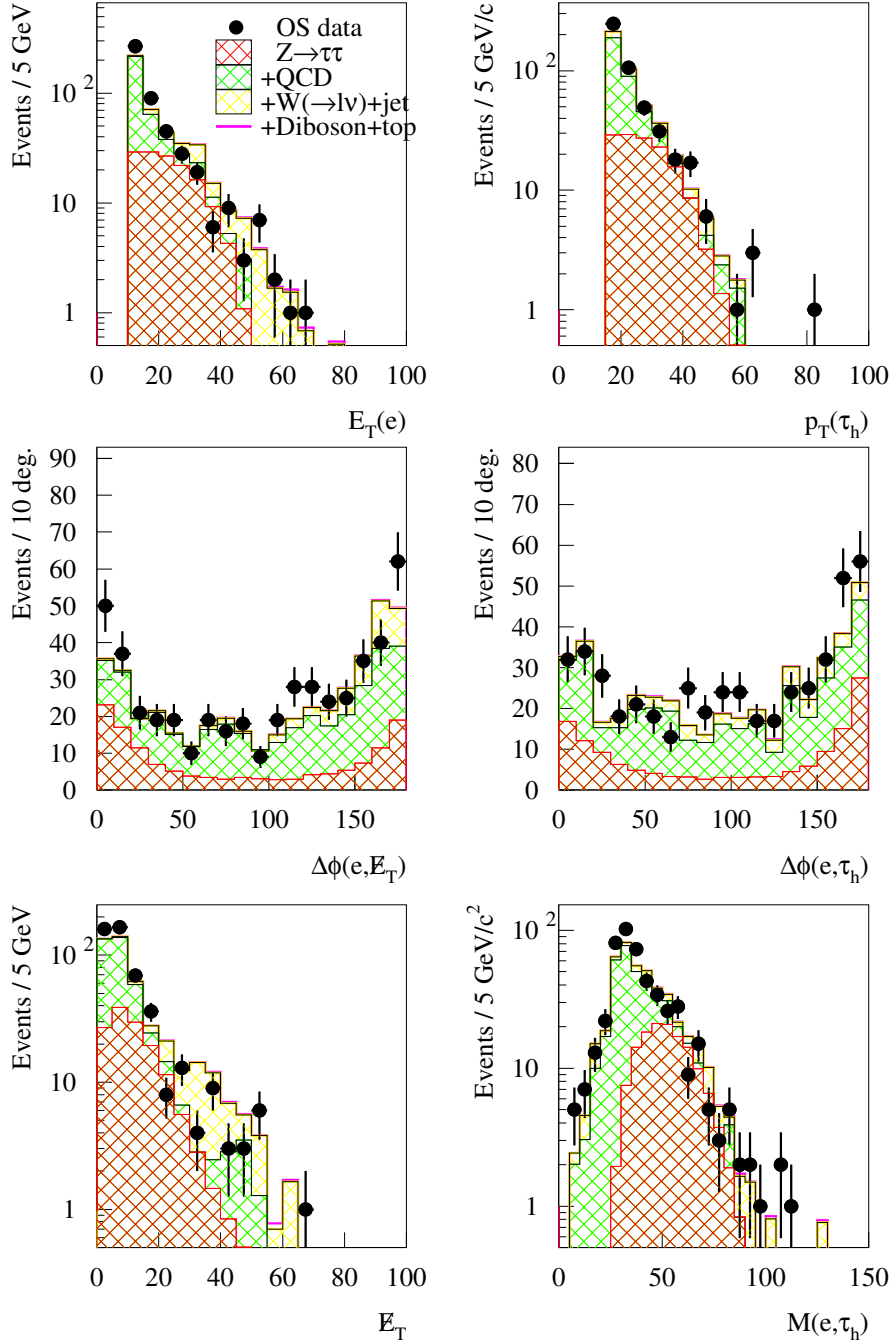 Events / 5 GeV
OS data
Z→ττ
+QCD
+W(→lν)+jet
+Diboson+top
10²
10
1
0 20 40 60 80 100
E_T(e)
Events / 5 GeV/c
10²
10
1
0 20 40 60 80 100
p_T(τ_h)
Events / 10 deg.
90
80
70
60
50
40
30
20
10
0
0 50 100 150
Δϕ(e,E̸_T)
Events / 10 deg.
80
70
60
50
40
30
20
10
0
0 50 100 150
Δϕ(e,τ_h)
Events / 5 GeV
10²
10
1
0 20 40 60 80 100
E̸_T
Events / 5 GeV/c²
10²
10
1
0 50 100 150
M(e,τ_h)